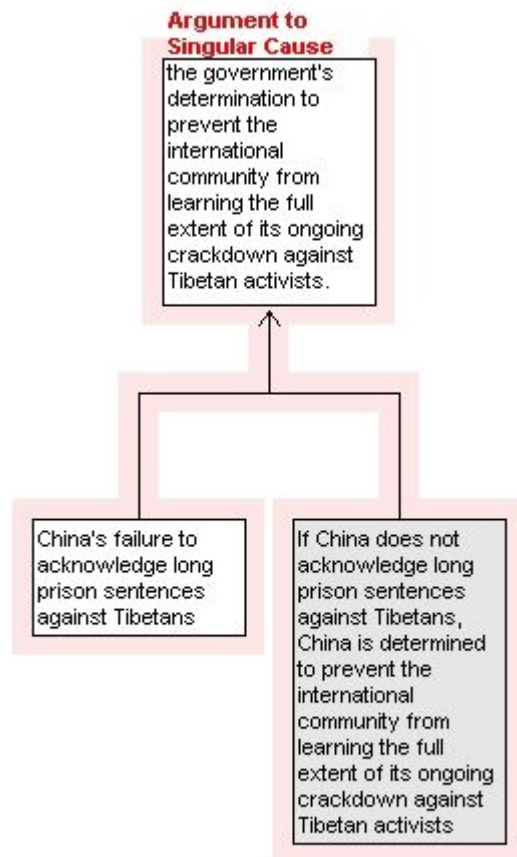 Argument to
Singular Cause
the government's
determination to
prevent the
international
community from
learning the full
extent of its ongoing
crackdown against
Tibetan activists.
China's failure to
acknowledge long
prison sentences
against Tibetans
If China does not
acknowledge long
prison sentences
against Tibetans,
China is determined
to prevent the
international
community from
learning the full
extent of its ongoing
crackdown against
Tibetan activists